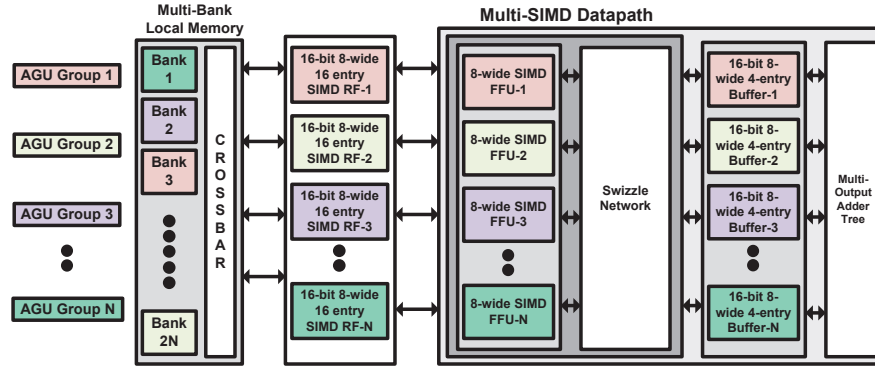 Multi-Bank
Local Memory
Multi-SIMD Datapath
AGU Group 1
AGU Group 2
AGU Group 3
AGU Group N
Bank
1
Bank
2
Bank
3
Bank
2N
C
R
O
S
S
B
A
R
16-bit 8-wide
16 entry
SIMD RF-1
16-bit 8-wide
16 entry
SIMD RF-2
16-bit 8-wide
16 entry
SIMD RF-3
16-bit 8-wide
16 entry
SIMD RF-N
8-wide SIMD
FFU-1
8-wide SIMD
FFU-2
8-wide SIMD
FFU-3
8-wide SIMD
FFU-N
Swizzle
Network
16-bit 8-
wide 4-entry
Buffer-1
16-bit 8-
wide 4-entry
Buffer-2
16-bit 8-
wide 4-entry
Buffer-3
16-bit 8-
wide 4-entry
Buffer-N
Multi-
Output
Adder
Tree